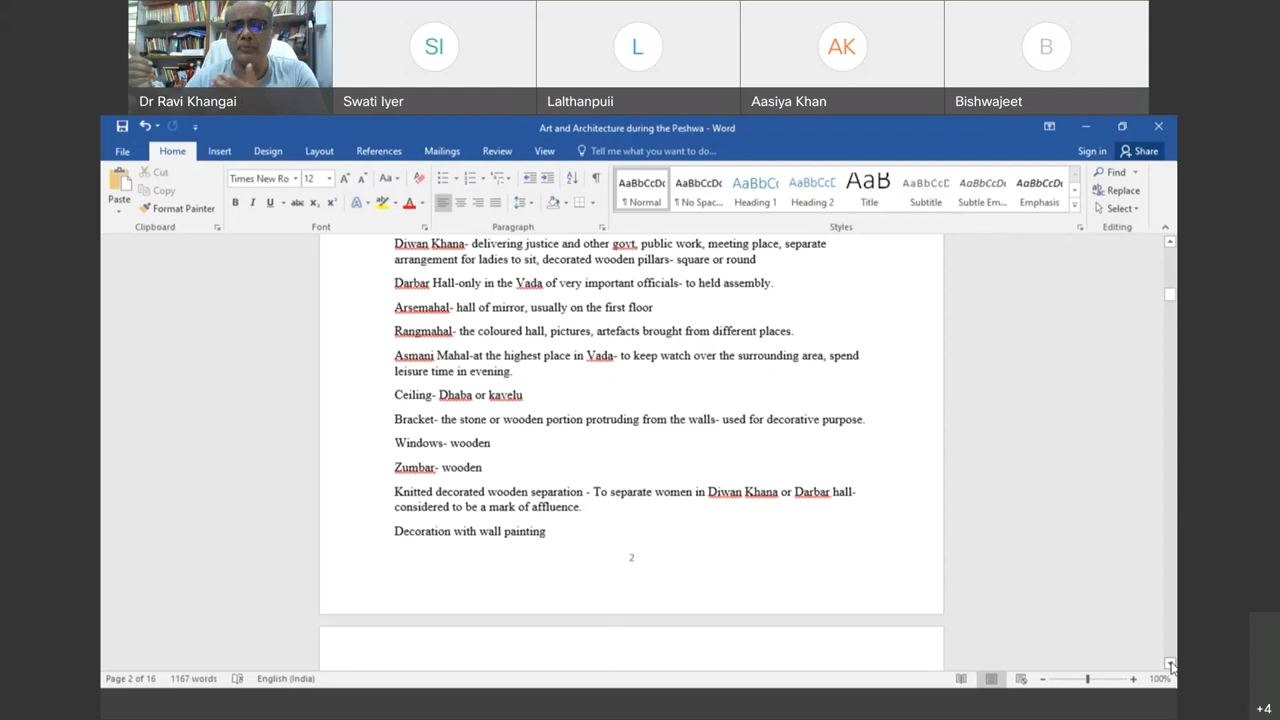 SI
L
AK
B
Dr Ravi Khangai
Swati Iyer
Lalthanpuii
Aasiya Khan
Bishwajeet
Art and Architecture during the Peshwa - Word
File Home Insert Design Layout References Mailings Review View Tell me what you want to do... Sign in Share
Cut
Copy
Paste
Format Painter
Times New Ro 12
Aa
B I U abc X₂ X²
AaBbCcDc AaBbCcDc AaBbC AaBbCcC AaB AaBbCcD AaBbCcDt AaBbCcDt
¶ Normal ¶ No Spac... Heading 1 Heading 2 Title Subtitle Subtle Em... Emphasis
Find
Replace
Select
Clipboard Font Paragraph Styles Editing
Diwan Khana- delivering justice and other govt, public work, meeting place, separate
arrangement for ladies to sit, decorated wooden pillars- square or round
Darbar Hall-only in the Vada of very important officials- to held assembly.
Arsemahal- hall of mirror, usually on the first floor
Rangmahal- the coloured hall, pictures, artefacts brought from different places.
Asmani Mahal-at the highest place in Vada- to keep watch over the surrounding area, spend
leisure time in evening.
Ceiling- Dhaba or kavelu
Bracket- the stone or wooden portion protruding from the walls- used for decorative purpose.
Windows- wooden
Zumbar- wooden
Knitted decorated wooden separation - To separate women in Diwan Khana or Darbar hall-
considered to be a mark of affluence.
Decoration with wall painting
2
Page 2 of 16 1167 words English (India) 100%
+4